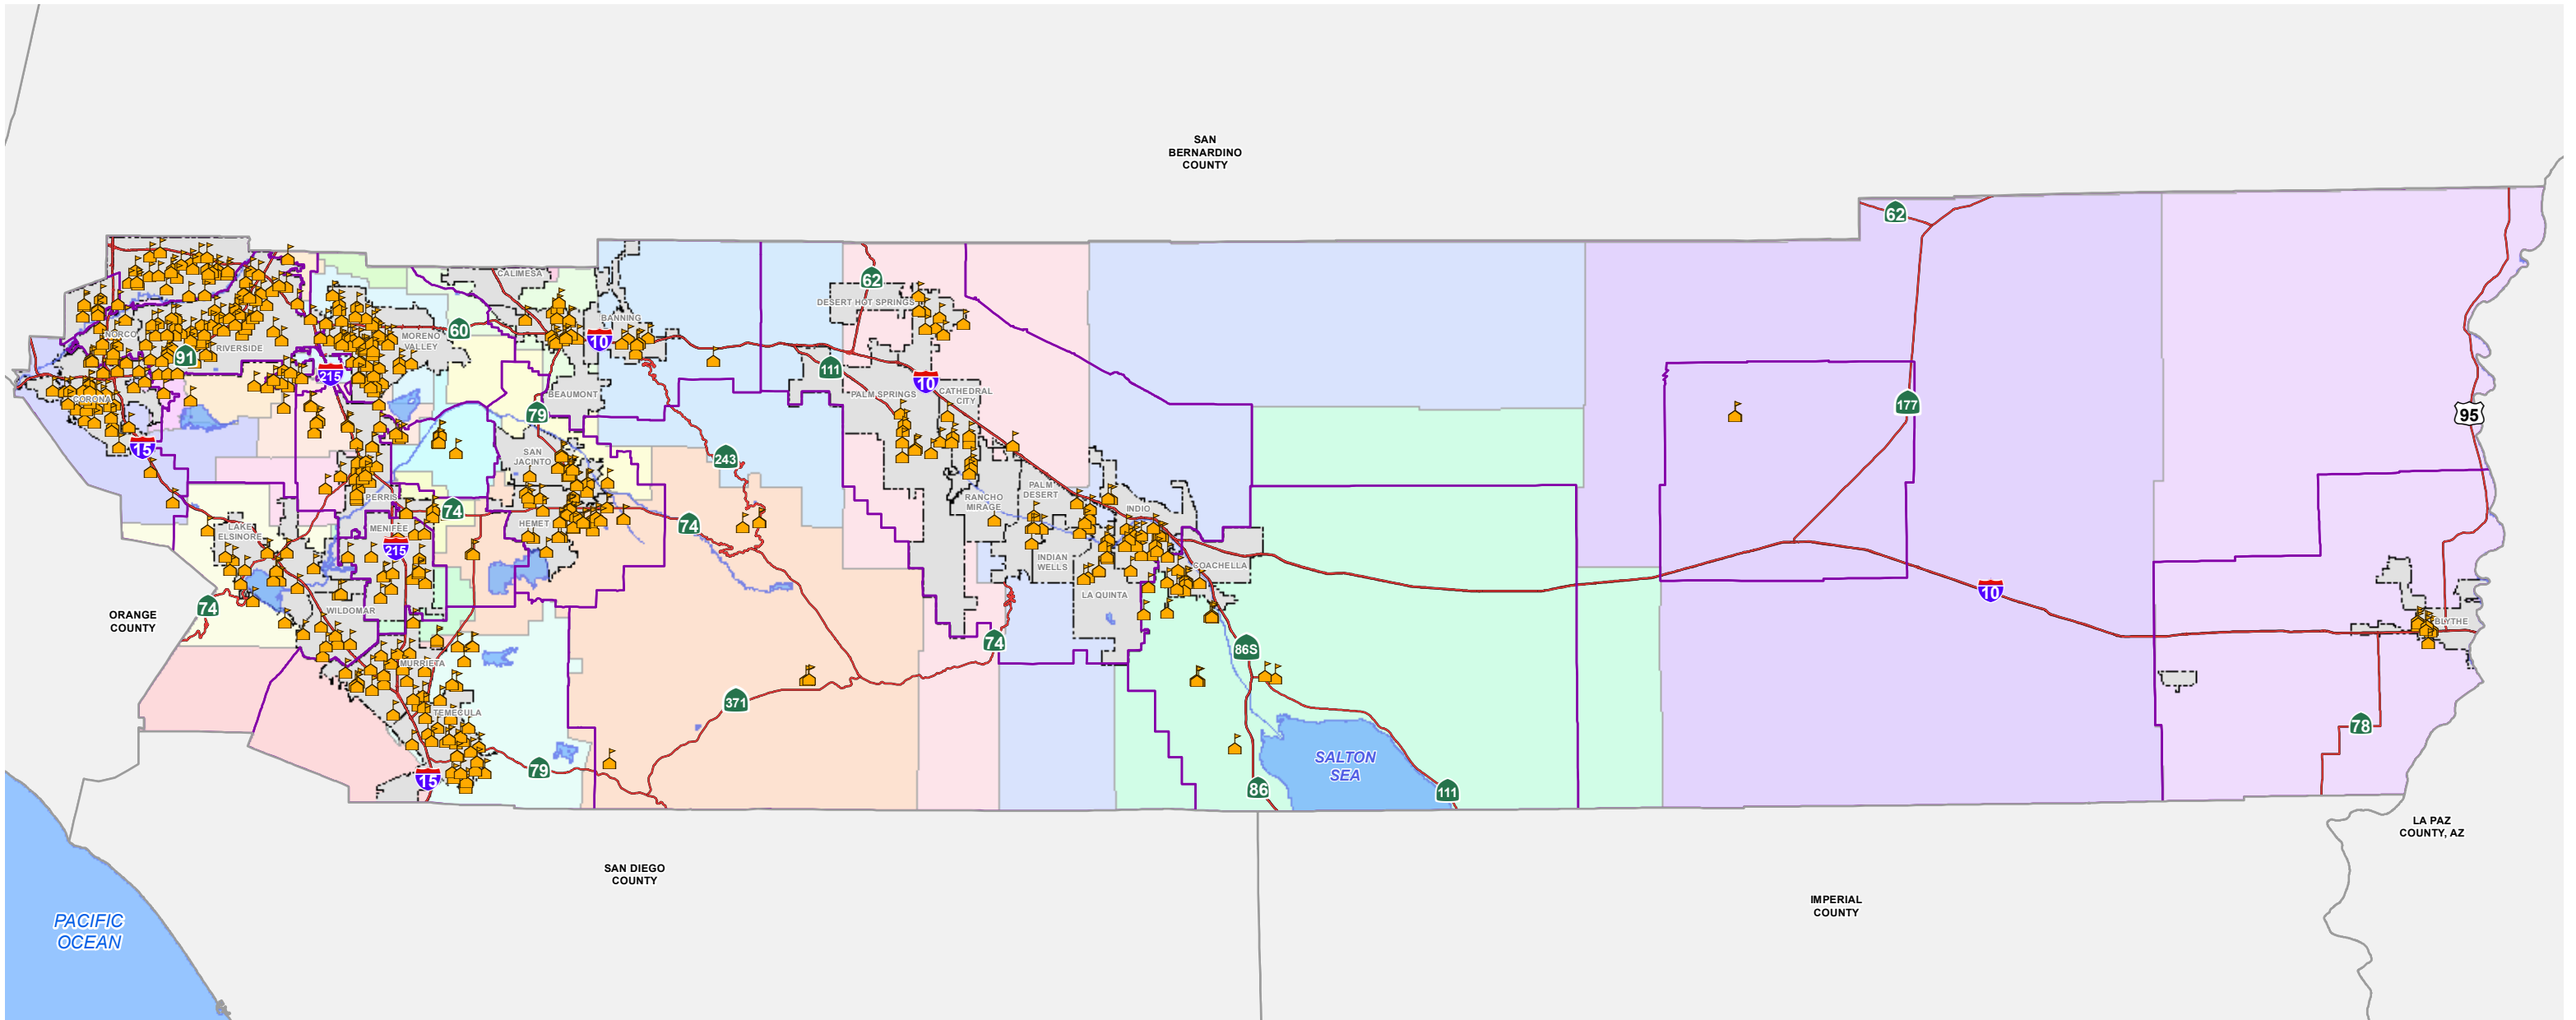 SAN
BERNARDINO
COUNTY
62
CALIMESA
62
DESERT HOT SPRINGS
BANNING
60
10
NORCO
MORENO
VALLEY
RIVERSIDE
91
215
111
10
CATHEDRAL
CITY
BEAUMONT
PALM SPRINGS
CORONA
79
177
95
15
SAN
JACINTO
243
PERRIS
RANCHO
MIRAGE
PALM
DESERT
INDIO
74
74
LAKE
ELSINORE
MENIFEE
HEMET
215
INDIAN
WELLS
COACHELLA
10
LA QUINTA
74
ORANGE
COUNTY
WILDOMAR
BLYTHE
74
86S
MURRIETA
371
TEMECULA
78
SALTON
SEA
79
15
86
111
LA PAZ
COUNTY, AZ
SAN DIEGO
COUNTY
IMPERIAL
COUNTY
PACIFIC
OCEAN